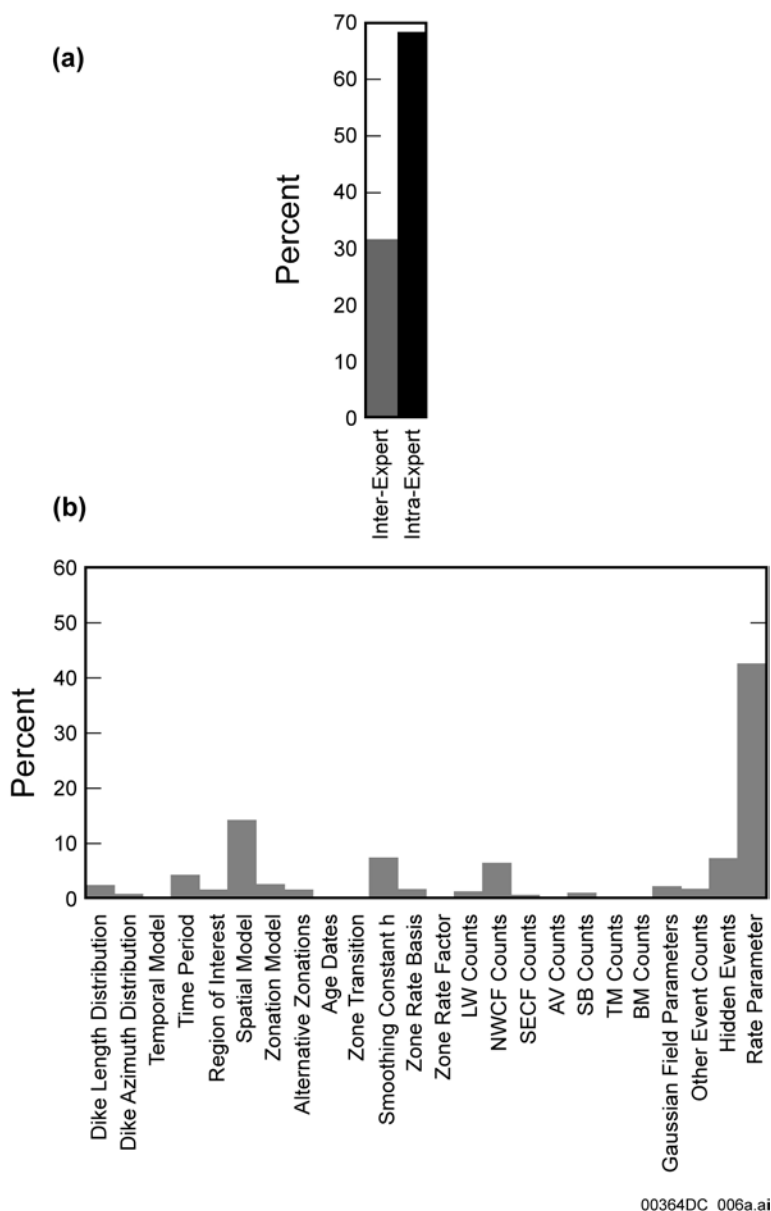 (a)
70
60
50
40
30
20
10
0
Percent
Inter-Expert
Intra-Expert
(b)
60
50
40
30
20
10
0
Percent
Dike Length Distribution
Dike Azimuth Distribution
Temporal Model
Time Period
Region of Interest
Spatial Model
Zonation Model
Alternative Zonations
Age Dates
Zone Transition
Smoothing Constant h
Zone Rate Basis
Zone Rate Factor
LW Counts
NWCF Counts
SECF Counts
AV Counts
SB Counts
TM Counts
BM Counts
Gaussian Field Parameters
Other Event Counts
Hidden Events
Rate Parameter
00364DC_006a.ai